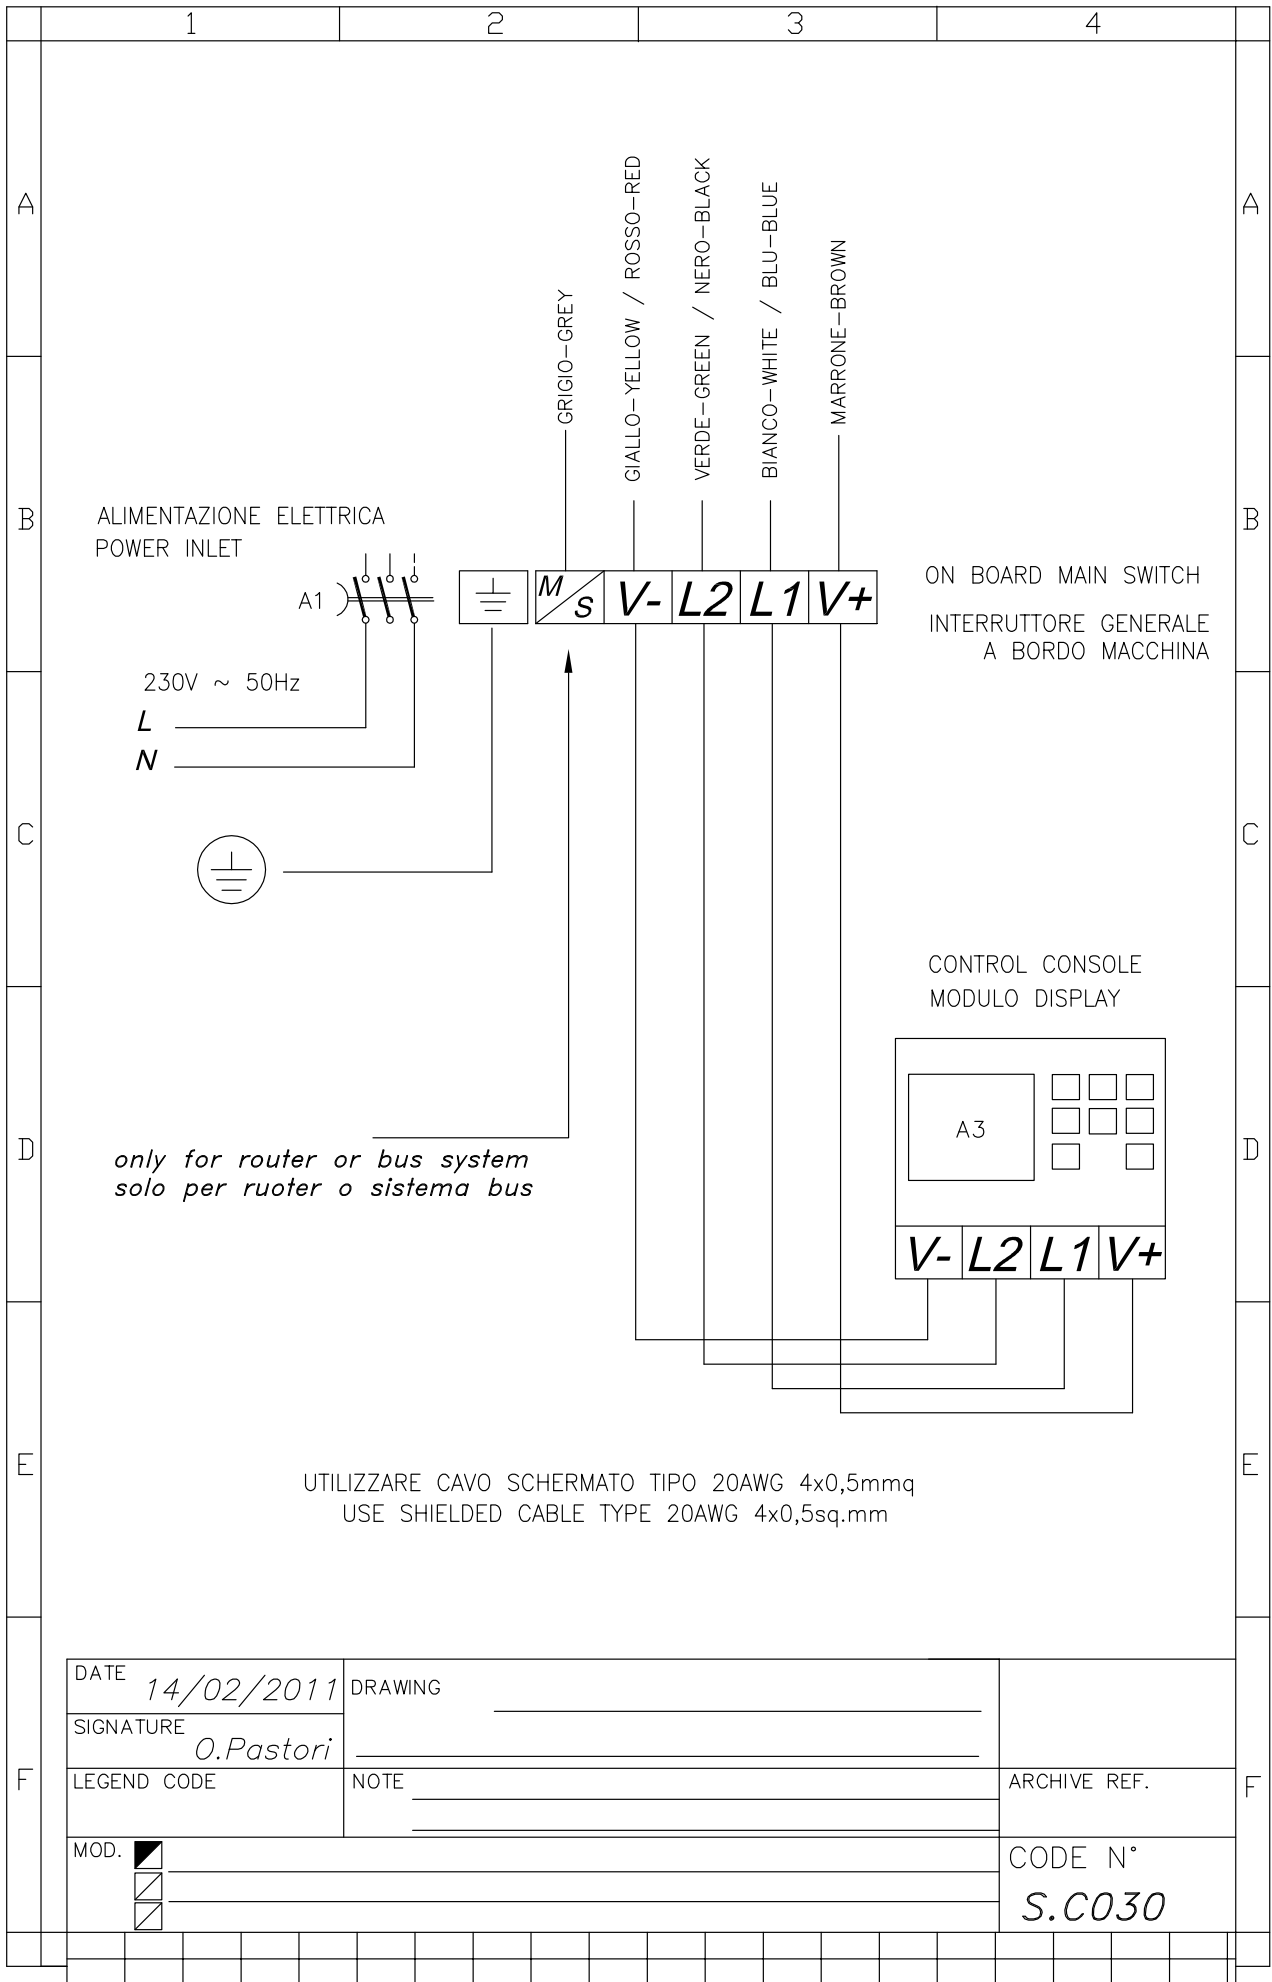 1
2
3
4
A
A
GRIGIO-GREY
GIALLO-YELLOW / ROSSO-RED
VERDE-GREEN / NERO-BLACK
BIANCO-WHITE / BLU-BLUE
MARRONE-BROWN
B
B
ALIMENTAZIONE ELETTRICA
POWER INLET
A1
M/S
V-
L2
L1
V+
ON BOARD MAIN SWITCH
INTERRUTTORE GENERALE
A BORDO MACCHINA
230V ~ 50Hz
L
N
C
C
CONTROL CONSOLE
MODULO DISPLAY
A3
D
D
only for router or bus system
solo per ruoter o sistema bus
V-
L2
L1
V+
E
E
UTILIZZARE CAVO SCHERMATO TIPO 20AWG 4x0,5mmq
USE SHIELDED CABLE TYPE 20AWG 4x0,5sq.mm
DATE 14/02/2011
DRAWING
SIGNATURE O.Pastori
F
F
LEGEND CODE
NOTE
ARCHIVE REF.
MOD.
CODE N°
S.C030